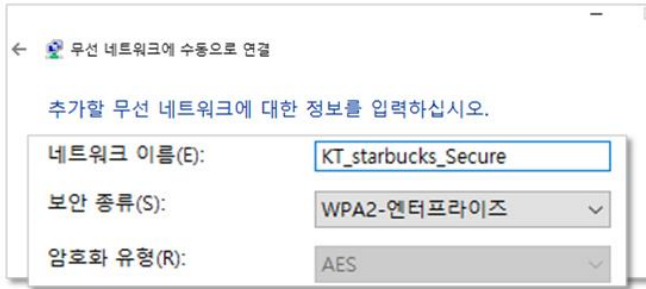 무선 네트워크에 수동으로 연결
추가할 무선 네트워크에 대한 정보를 입력하십시오.
네트워크 이름(E): KT_starbucks_Secure
보안 종류(S): WPA2-엔터프라이즈
암호화 유형(R): AES